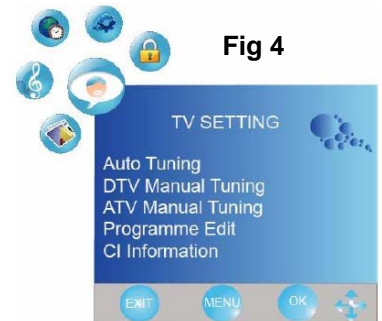 Fig 4
TV SETTING
Auto Tuning
DTV Manual Tuning
ATV Manual Tuning
Programme Edit
CI Information
EXIT MENU OK